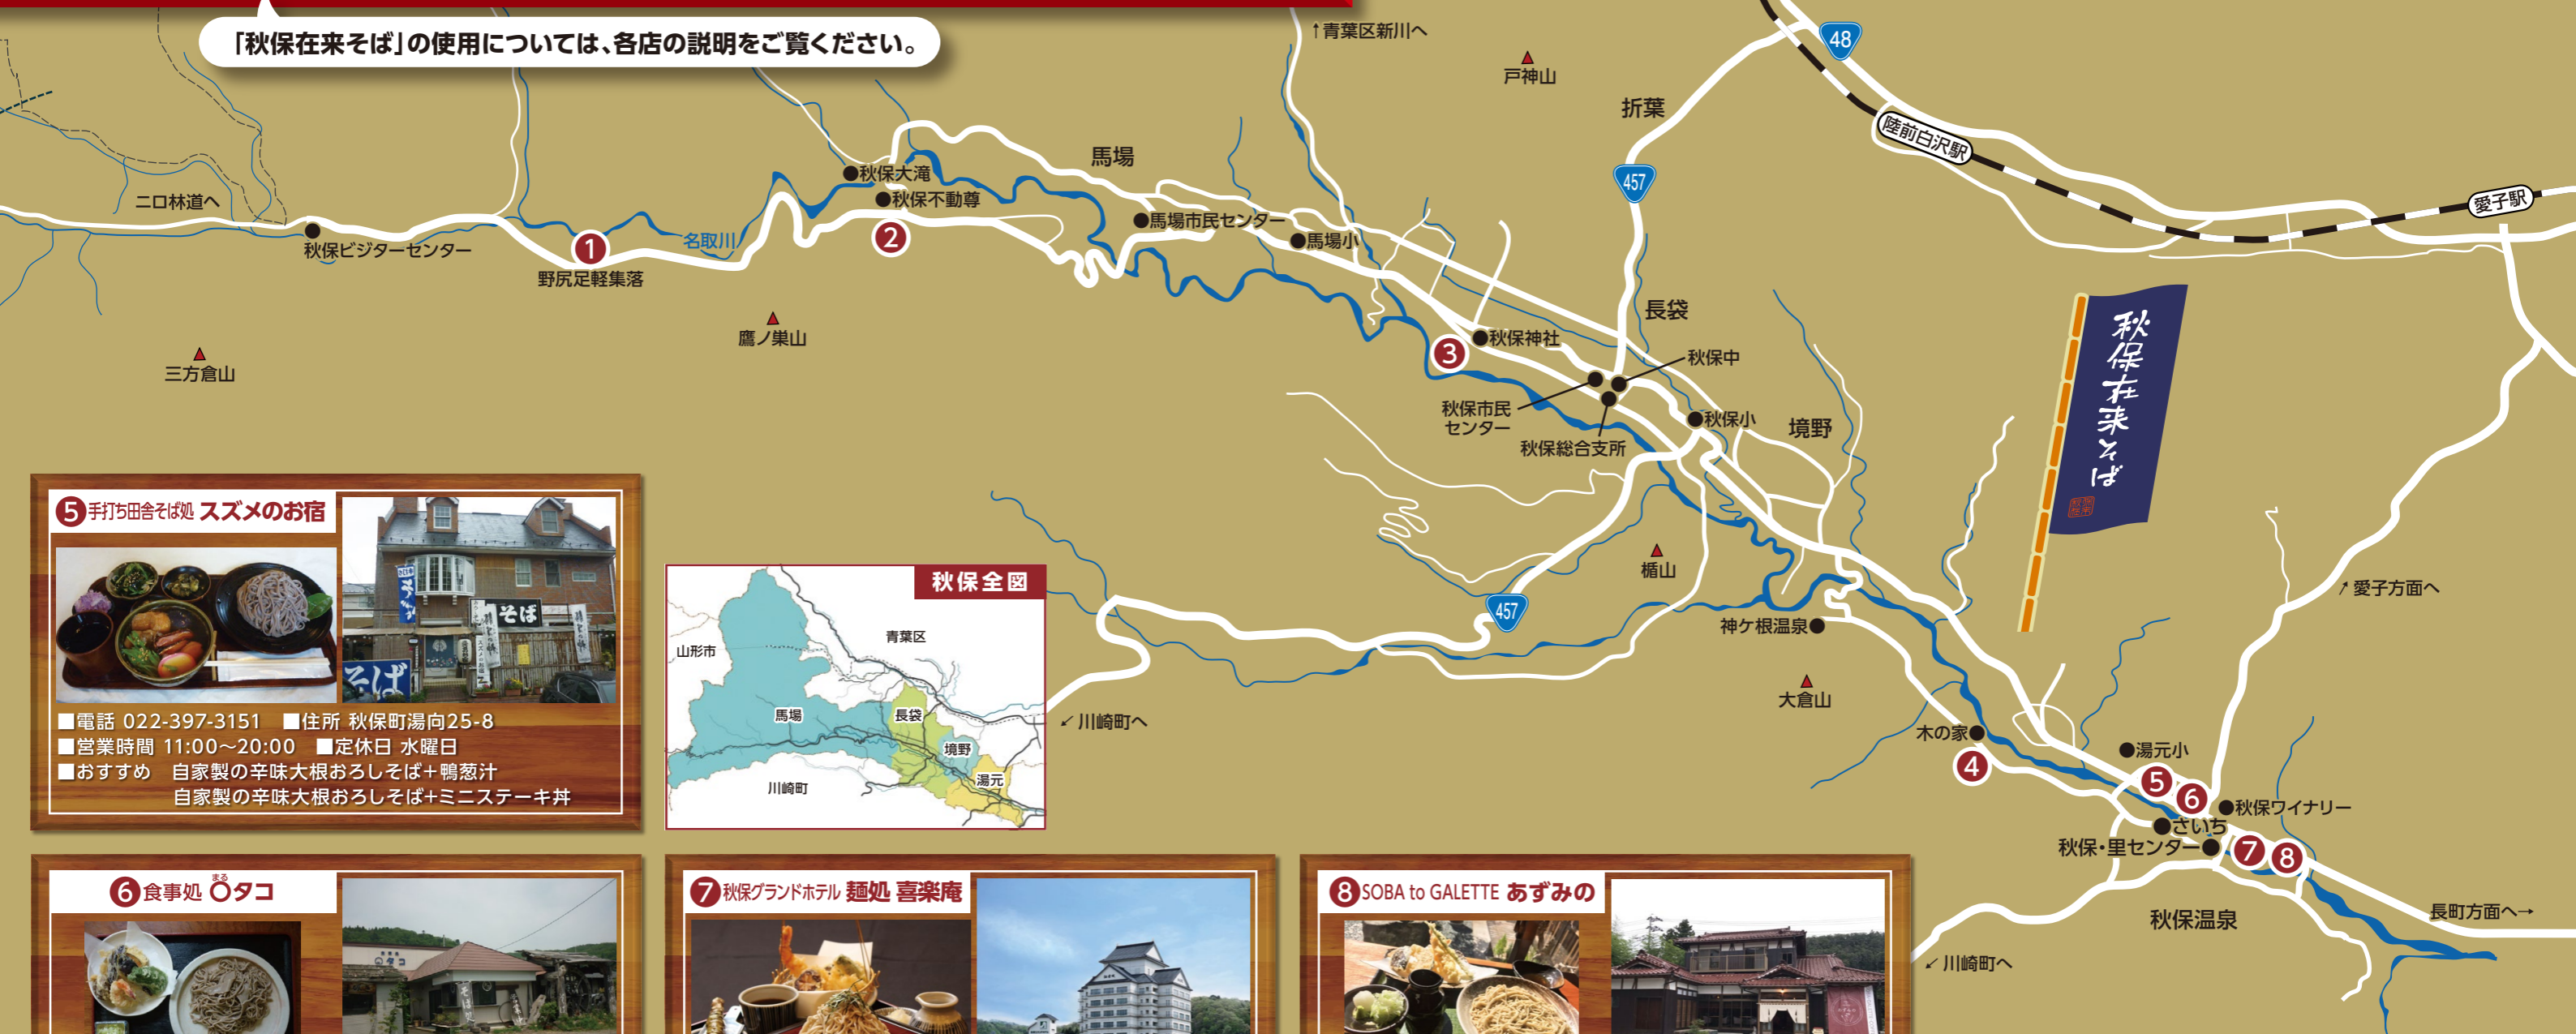 「秋保在来そば」の使用については、各店の説明をご覧ください。
↑青葉区新川へ
戸神山
48
折葉
陸前白沢駅
457
愛子駅
馬場
秋保大滝
秋保不動尊
二口林道へ
秋保ビジターセンター
1
野尻足軽集落
名取川
2
馬場市民センター
馬場小
鷹ノ巣山
三方倉山
長袋
3
秋保神社
秋保中
秋保市民
センター
秋保総合支所
秋保小
境野
秋保在来そば
楯山
457
神ケ根温泉
大倉山
↗愛子方面へ
↙川崎町へ
木の家
4
湯元小
5
6
秋保ワイナリー
さいち
秋保・里センター
7
8
秋保温泉
長町方面へ→
↙川崎町へ
秋保全図
山形市
青葉区
馬場
長袋
境野
湯元
川崎町
5 手打ち田舎そば処 スズメのお宿
そば
そば
■電話 022-397-3151 ■住所 秋保町湯向25-8
■営業時間 11:00〜20:00 ■定休日 水曜日
■おすすめ 自家製の辛味大根おろしそば+鴨葱汁
自家製の辛味大根おろしそば+ミニステーキ丼
まる
6 食事処 〇タコ
〇タコ
7 秋保グランドホテル 麺処 喜楽庵
8 SOBA to GALETTE あずみの